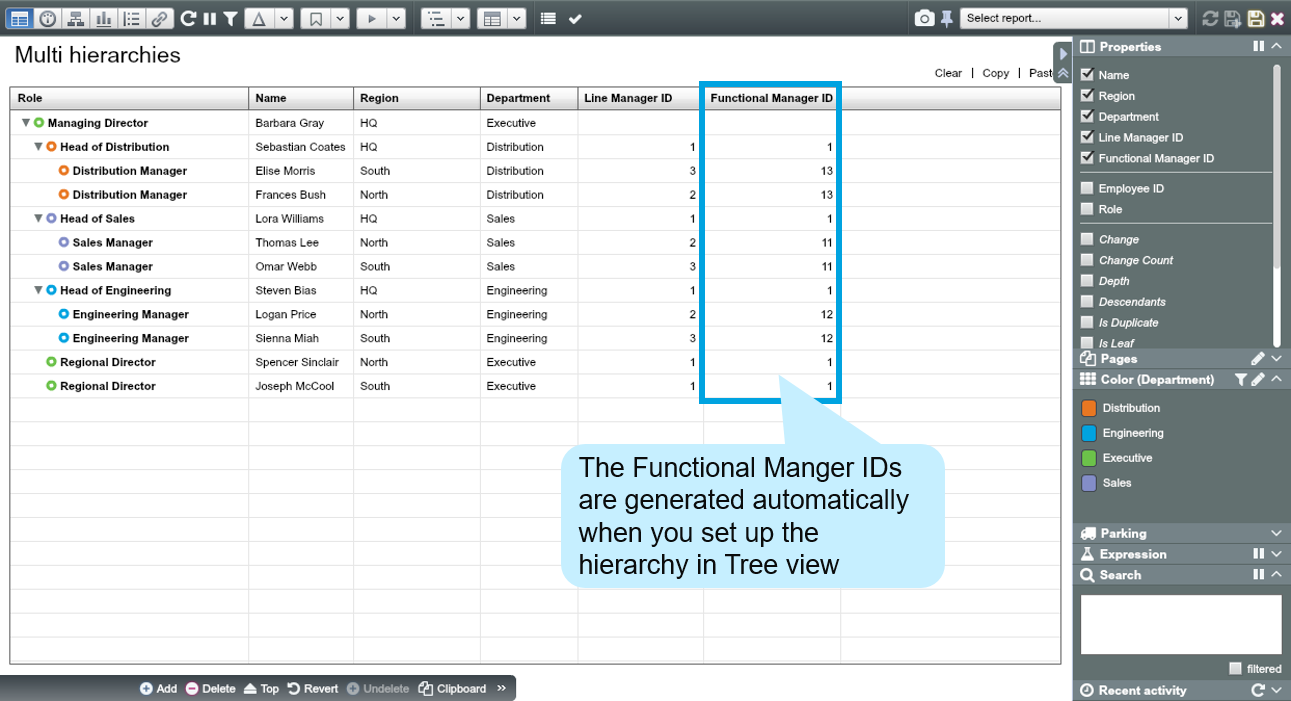 Select report...
Multi hierarchies
Clear | Copy | Past
Role Name Region Department Line Manager ID Functional Manager ID
Managing Director Barbara Gray HQ Executive
Head of Distribution Sebastian Coates HQ Distribution 1 1
Distribution Manager Elise Morris South Distribution 3 13
Distribution Manager Frances Bush North Distribution 2 13
Head of Sales Lora Williams HQ Sales 1 1
Sales Manager Thomas Lee North Sales 2 11
Sales Manager Omar Webb South Sales 3 11
Head of Engineering Steven Bias HQ Engineering 1 1
Engineering Manager Logan Price North Engineering 2 12
Engineering Manager Sienna Miah South Engineering 3 12
Regional Director Spencer Sinclair North Executive 1 1
Regional Director Joseph McCool South Executive 1 1
The Functional Manger IDs
are generated automatically
when you set up the
hierarchy in Tree view
Properties
Name
Region
Department
Line Manager ID
Functional Manager ID
Employee ID
Role
Change
Change Count
Depth
Descendants
Is Duplicate
Is Leaf
Pages
Color (Department)
Distribution
Engineering
Executive
Sales
Parking
Expression
Search
filtered
Recent activity
Add Delete Top Revert Undelete Clipboard »